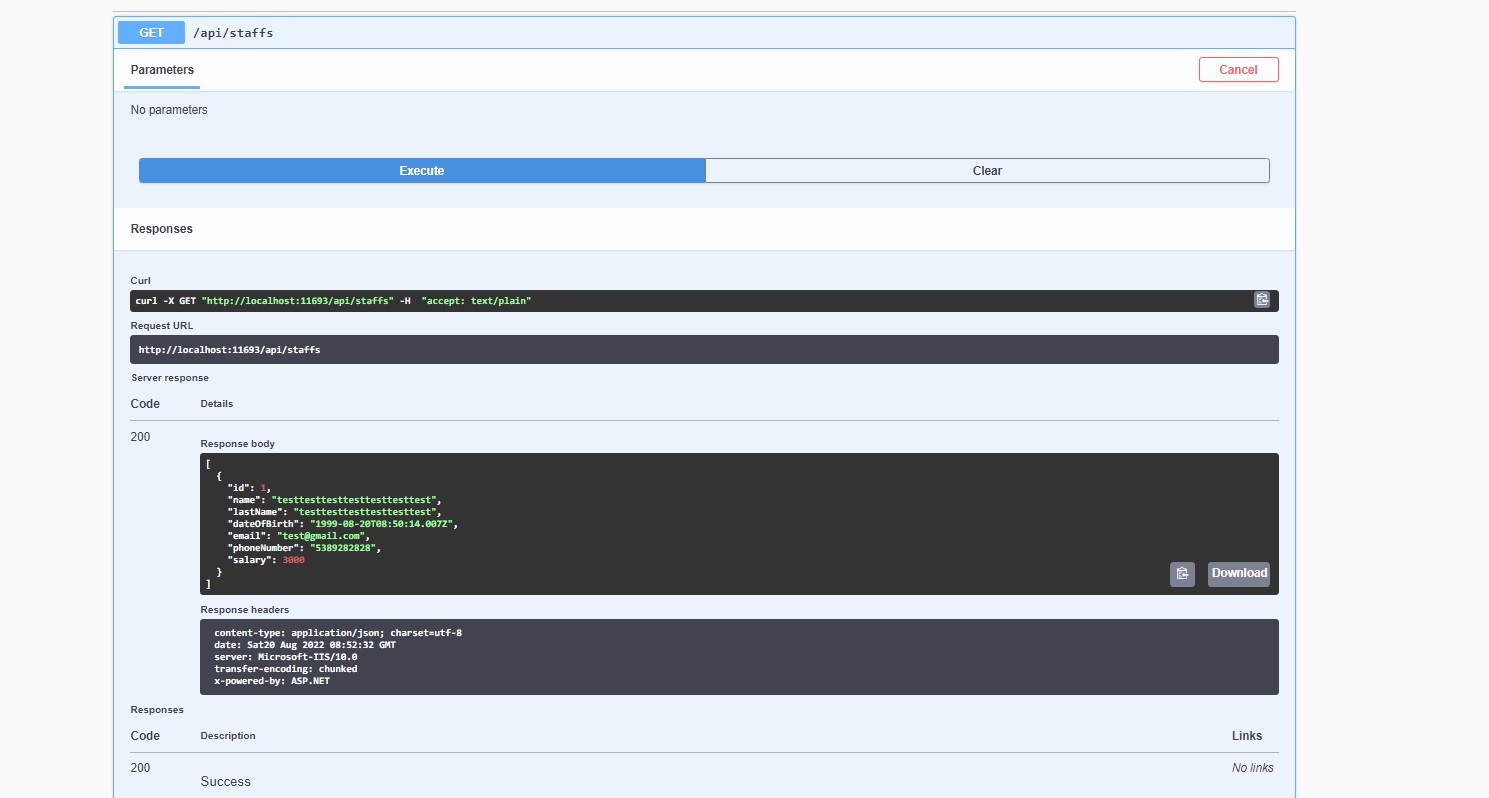 GET /api/staffs
Parameters Cancel
No parameters
Execute Clear
Responses
Curl
curl -X GET "http://localhost:11693/api/staffs" -H  "accept: text/plain"
Request URL
http://localhost:11693/api/staffs
Server response
Code Details
200
Response body
[
  {
    "id": 1,
    "name": "testtesttesttesttesttesttest",
    "lastName": "testtesttesttesttesttest",
    "dateOfBirth": "1999-08-20T08:50:14.007Z",
    "email": "test@gmail.com",
    "phoneNumber": "5389282828",
    "salary": 3000
  }
]
Download
Response headers
content-type: application/json; charset=utf-8
date: Sat20 Aug 2022 08:52:32 GMT
server: Microsoft-IIS/10.0
transfer-encoding: chunked
x-powered-by: ASP.NET
Responses
Code Description Links
200 No links
Success